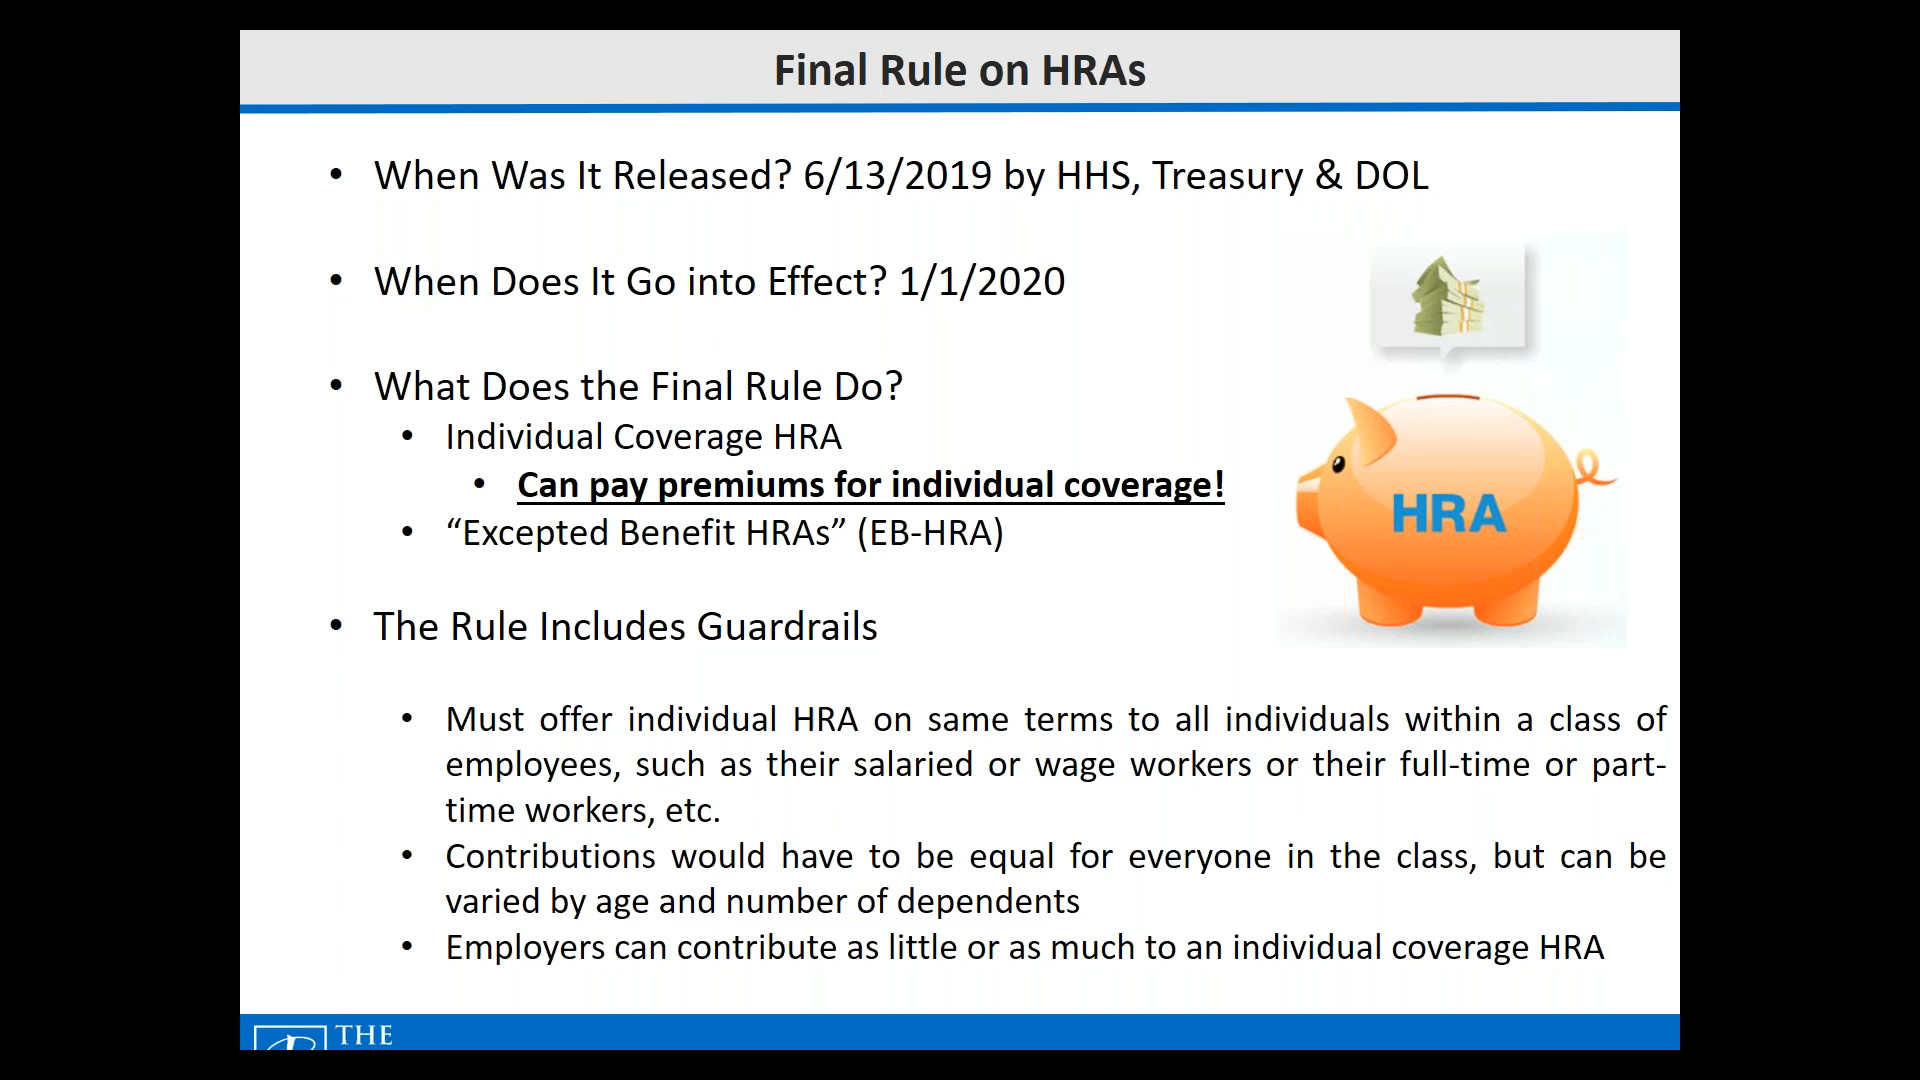 Final Rule on HRAs
• When Was It Released? 6/13/2019 by HHS, Treasury & DOL
• When Does It Go into Effect? 1/1/2020
• What Does the Final Rule Do?
• Individual Coverage HRA
• Can pay premiums for individual coverage!
• “Excepted Benefit HRAs” (EB-HRA)
HRA
• The Rule Includes Guardrails
• Must offer individual HRA on same terms to all individuals within a class of
employees, such as their salaried or wage workers or their full-time or part-
time workers, etc.
• Contributions would have to be equal for everyone in the class, but can be
varied by age and number of dependents
• Employers can contribute as little or as much to an individual coverage HRA
THE